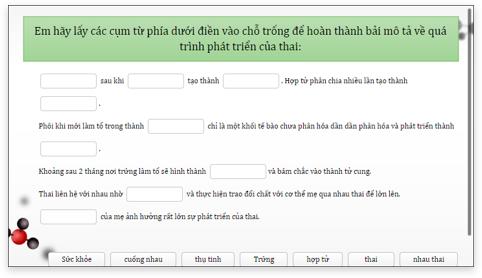 Em hãy lấy các cụm từ phía dưới điền vào chỗ trống để hoàn thành bải mô tả về quá
trình phát triển của thai:
sau khi tạo thành . Hợp tử phân chia nhiều lần tạo thành
.
Phôi khi mới làm tổ trong thành chỉ là một khối tế bào chưa phân hóa dần dần phân hóa và phát triển thành
.
Khoảng sau 2 tháng nơi trứng làm tổ sẽ hình thành và bám chắc vào thành tử cung.
Thai liên hệ với nhau nhờ và thực hiện trao đổi chất với cơ thể mẹ qua nhau thai để lớn lên.
của mẹ ảnh hưởng rất lớn sự phát triển của thai.
Sức khỏe cuống nhau thụ tinh Trứng hợp tử thai nhau thai